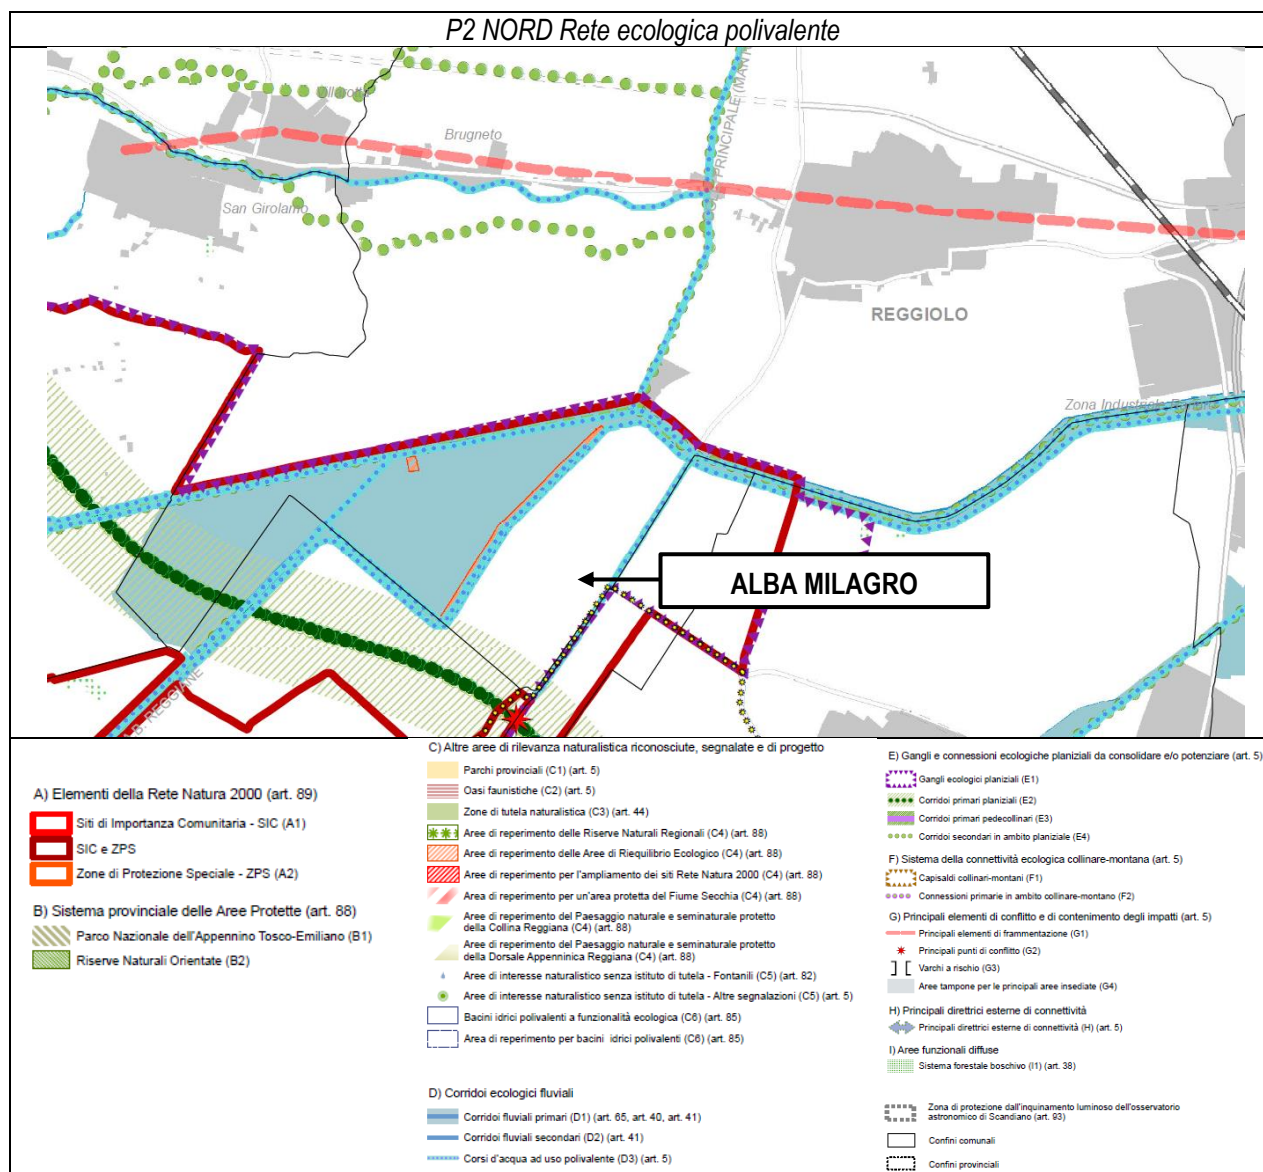 P2 NORD Rete ecologica polivalente
Brugneto
San Girolamo
REGGIOLO
ALBA MILAGRO
A) Elementi della Rete Natura 2000 (art. 89)
Siti di Importanza Comunitaria - SIC (A1)
SIC e ZPS
Zone di Protezione Speciale - ZPS (A2)
B) Sistema provinciale delle Aree Protette (art. 88)
Parco Nazionale dell'Appennino Tosco-Emiliano (B1)
Riserve Naturali Orientate (B2)
C) Altre aree di rilevanza naturalistica riconosciute, segnalate e di progetto
Parchi provinciali (C1) (art. 5)
Oasi faunistiche (C2) (art. 5)
Zone di tutela naturalistica (C3) (art. 44)
Aree di reperimento delle Riserve Naturali Regionali (C4) (art. 88)
Aree di reperimento delle Aree di Riequilibrio Ecologico (C4) (art. 88)
Aree di reperimento per l'ampliamento dei siti Rete Natura 2000 (C4) (art. 88)
Area di reperimento per un'area protetta del Fiume Secchia (C4) (art. 88)
Aree di reperimento del Paesaggio naturale e seminaturale protetto
della Collina Reggiana (C4) (art. 88)
Aree di reperimento del Paesaggio naturale e seminaturale protetto
della Dorsale Appenninica Reggiana (C4) (art. 88)
Aree di interesse naturalistico senza istituto di tutela - Fontanili (C5) (art. 82)
Aree di interesse naturalistico senza istituto di tutela - Altre segnalazioni (C5) (art. 5)
Bacini idrici polivalenti a funzionalità ecologica (C6) (art. 85)
Area di reperimento per bacini idrici polivalenti (C6) (art. 85)
D) Corridoi ecologici fluviali
Corridoi fluviali primari (D1) (art. 65, art. 40, art. 41)
Corridoi fluviali secondari (D2) (art. 41)
Corsi d'acqua ad uso polivalente (D3) (art. 5)
E) Gangli e connessioni ecologiche planiziali da consolidare e/o potenziare (art. 5)
Gangli ecologici planiziali (E1)
Corridoi primari planiziali (E2)
Corridoi primari pedecollinari (E3)
Corridoi secondari in ambito planiziale (E4)
F) Sistema della connettività ecologica collinare-montana (art. 5)
Capisaldi collinari-montani (F1)
Connessioni primarie in ambito collinare-montano (F2)
G) Principali elementi di conflitto e di contenimento degli impatti (art. 5)
Principali elementi di frammentazione (G1)
Principali punti di conflitto (G2)
Varchi a rischio (G3)
Aree tampone per le principali aree insediate (G4)
H) Principali direttrici esterne di connettività
Principali direttrici esterne di connettività (H) (art. 5)
I) Aree funzionali diffuse
Sistema forestale boschivo (I1) (art. 38)
Zona di protezione dall'inquinamento luminoso dell'osservatorio
astronomico di Scandiano (art. 93)
Confini comunali
Confini provinciali